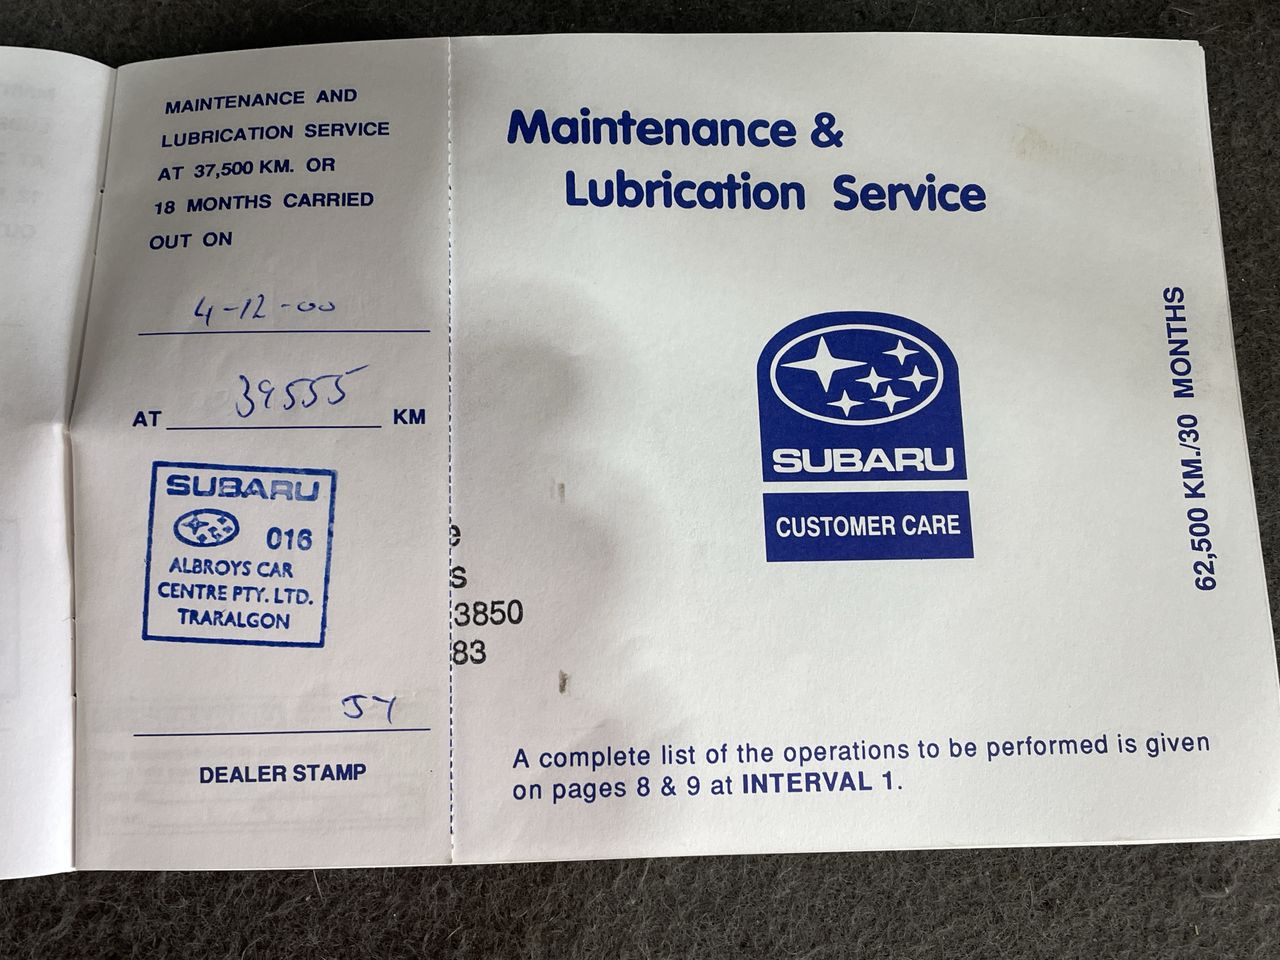 MAINTENANCE AND
LUBRICATION SERVICE
AT 37,500 KM. OR
18 MONTHS CARRIED
OUT ON
4-12-00
AT 39555 KM
SUBARU
016
ALBROYS CAR
CENTRE PTY. LTD.
TRARALGON
JY
DEALER STAMP
Maintenance &
Lubrication Service
SUBARU
CUSTOMER CARE
e
s
3850
83
A complete list of the operations to be performed is given
on pages 8 & 9 at INTERVAL 1.
62,500 KM./30 MONTHS